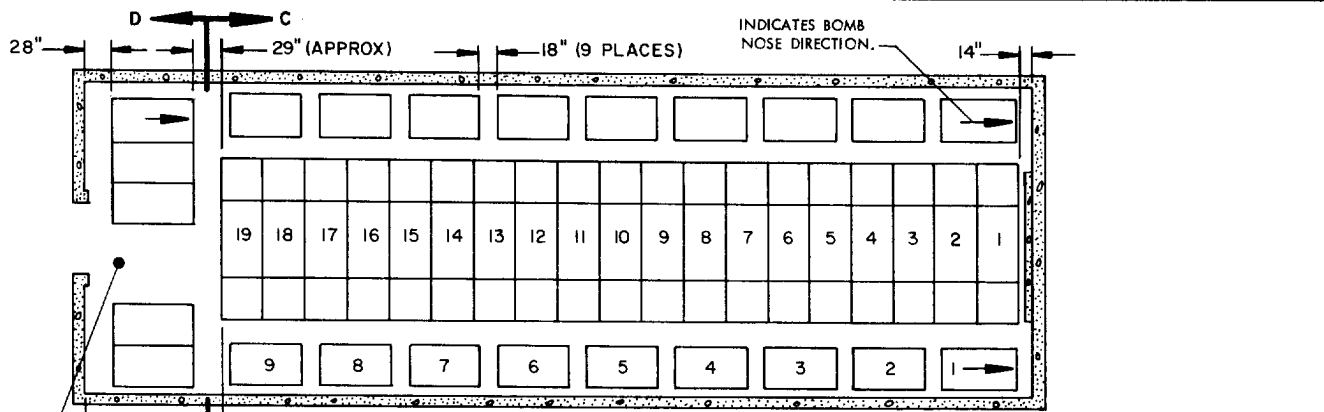 D C
INDICATES BOMB
NOSE DIRECTION.
28" 29" (APPROX) 18" (9 PLACES) 14"
19 18 17 16 15 14 13 12 11 10 9 8 7 6 5 4 3 2 1
9 8 7 6 5 4 3 2 1